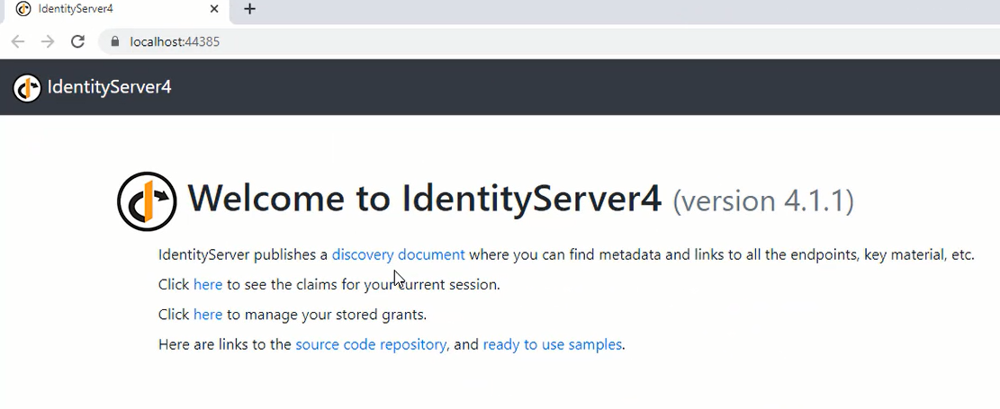 IdentityServer4
localhost:44385
IdentityServer4
Welcome to IdentityServer4 (version 4.1.1)
IdentityServer publishes a discovery document where you can find metadata and links to all the endpoints, key material, etc.
Click here to see the claims for your current session.
Click here to manage your stored grants.
Here are links to the source code repository, and ready to use samples.